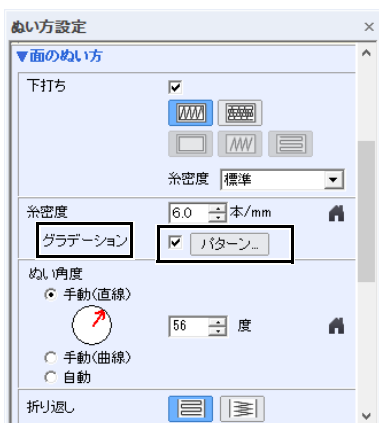 ぬい方設定
▼面のぬい方
下打ち
糸密度 標準
糸密度 6.0 本/mm
グラデーション パターン...
ぬい角度
手動(直線)
56 度
手動(曲線)
自動
折り返し